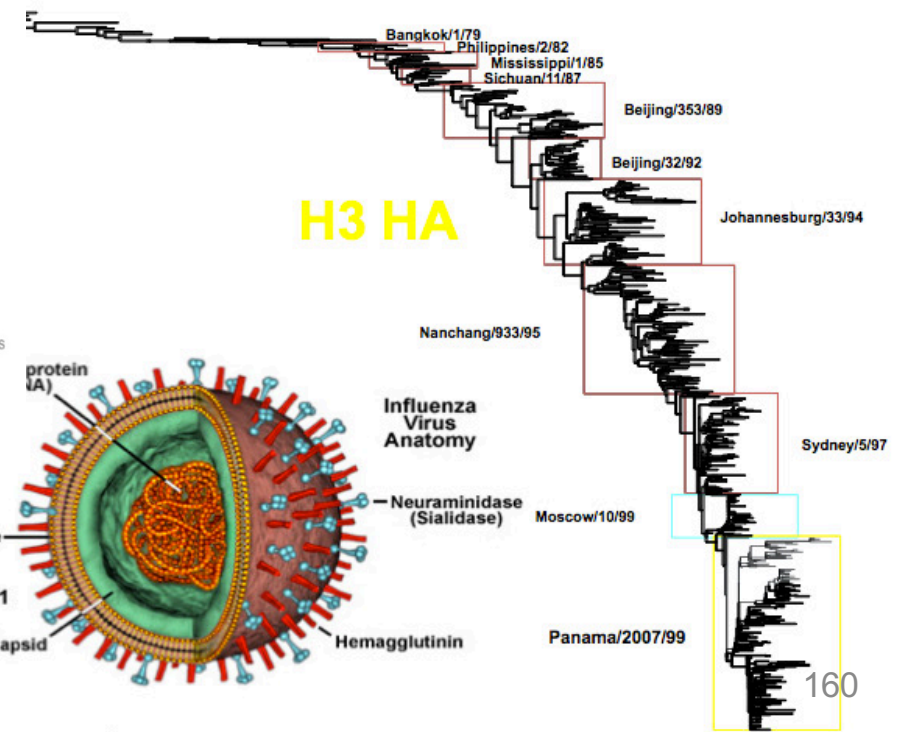 Bangkok/1/79
Philippines/2/82
Mississippi/1/85
Sichuan/11/87
Beijing/353/89
Beijing/32/92
H3 HA
Johannesburg/33/94
Nanchang/933/95
s
protein
NA)
Influenza
Virus
Anatomy
Sydney/5/97
Neuraminidase
(Sialidase)
Moscow/10/99
1
apsid
Hemagglutinin
Panama/2007/99
160